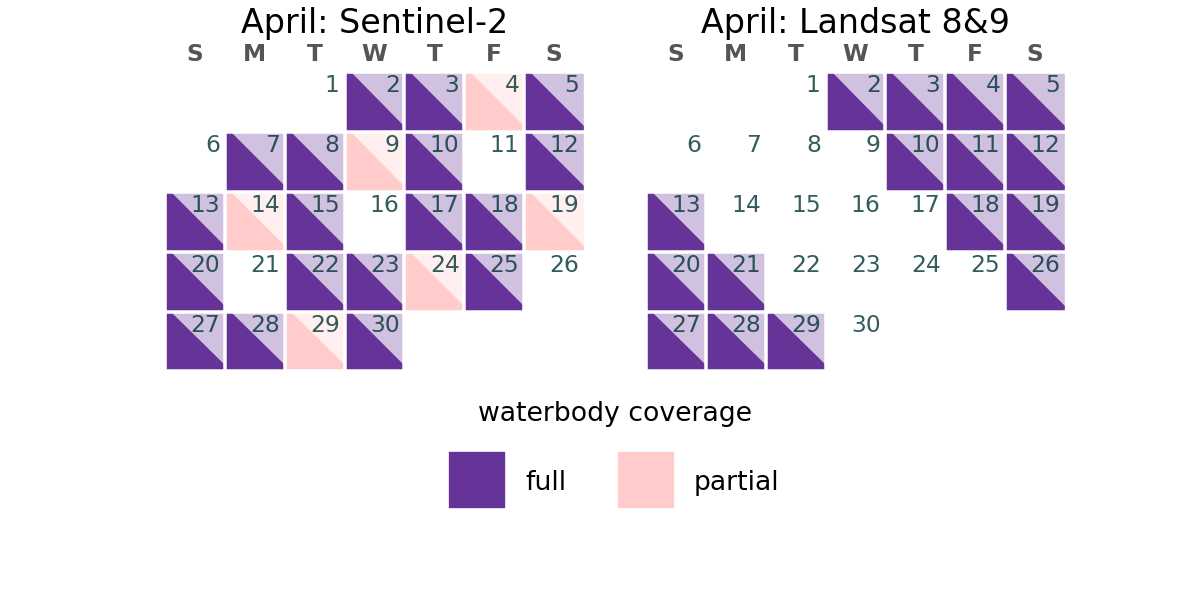 April: Sentinel-2
S M T W T F S
1 2 3 4 5
6 7 8 9 10 11 12
13 14 15 16 17 18 19
20 21 22 23 24 25 26
27 28 29 30
April: Landsat 8&9
S M T W T F S
1 2 3 4 5
6 7 8 9 10 11 12
13 14 15 16 17 18 19
20 21 22 23 24 25 26
27 28 29 30
waterbody coverage
full partial